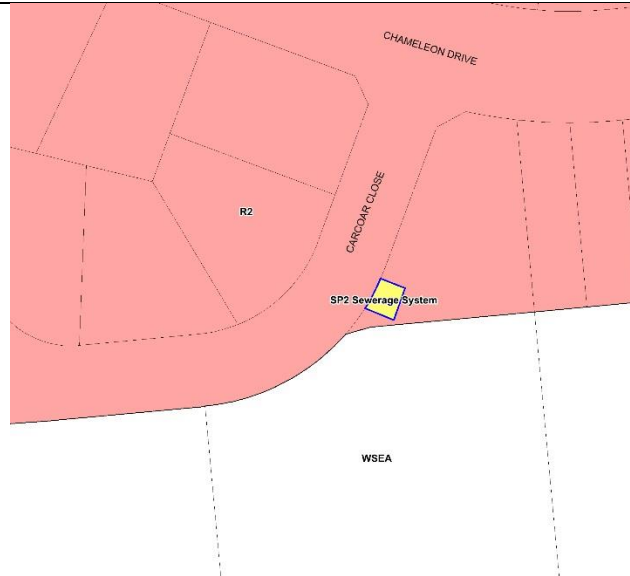 CHAMELEON DRIVE
R2
CARCOAR CLOSE
SP2 Sewerage System
WSEA